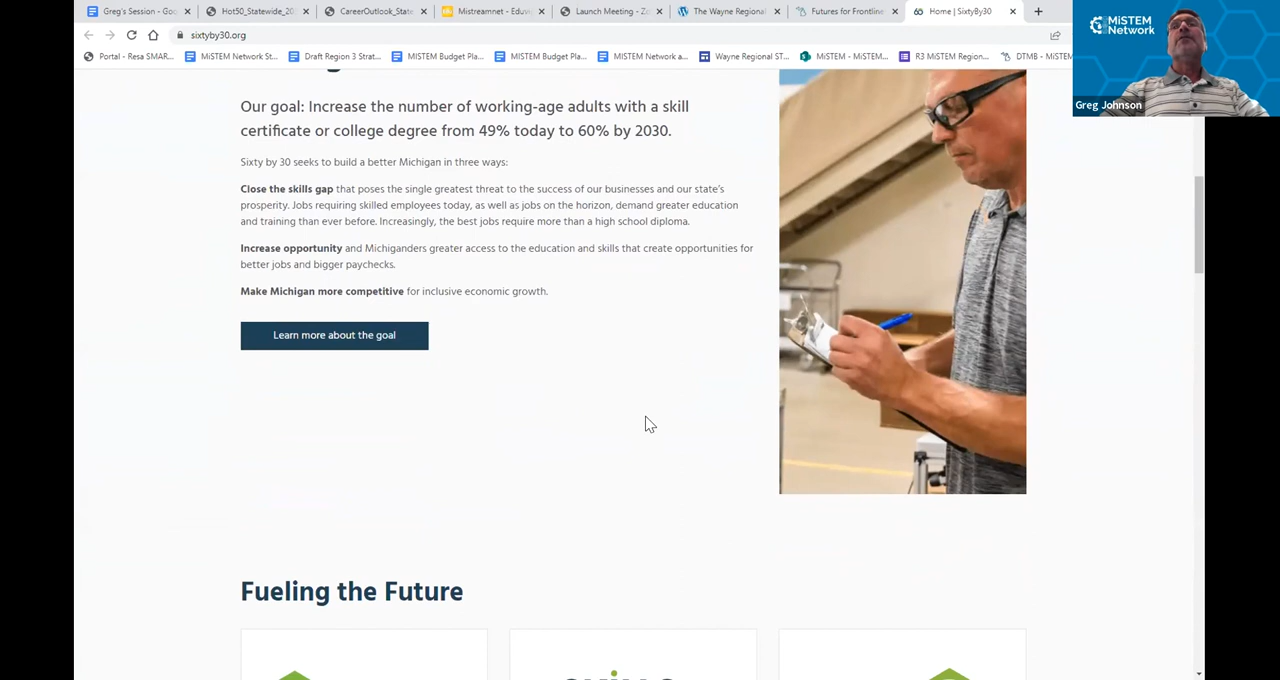 Greg's Session - Goo
Hot50_Statewide_20
CareerOutlook_State
Mistreamnet - Eduvi
Launch Meeting - Zo
The Wayne Regional
Futures for Frontline
Home | SixtyBy30
sixtyby30.org
Portal - Resa SMAR...
MiSTEM Network St...
Draft Region 3 Strat...
MISTEM Budget Pla...
MISTEM Budget Pla...
MISTEM Network a...
Wayne Regional ST...
MiSTEM - MiSTEM...
R3 MiSTEM Region...
DTMB - MiSTEM
MiSTEM
Network
Greg Johnson
Our goal: Increase the number of working-age adults with a skill
certificate or college degree from 49% today to 60% by 2030.
Sixty by 30 seeks to build a better Michigan in three ways:
Close the skills gap that poses the single greatest threat to the success of our businesses and our state's
prosperity. Jobs requiring skilled employees today, as well as jobs on the horizon, demand greater education
and training than ever before. Increasingly, the best jobs require more than a high school diploma.
Increase opportunity and Michiganders greater access to the education and skills that create opportunities for
better jobs and bigger paychecks.
Make Michigan more competitive for inclusive economic growth.
Learn more about the goal
Fueling the Future